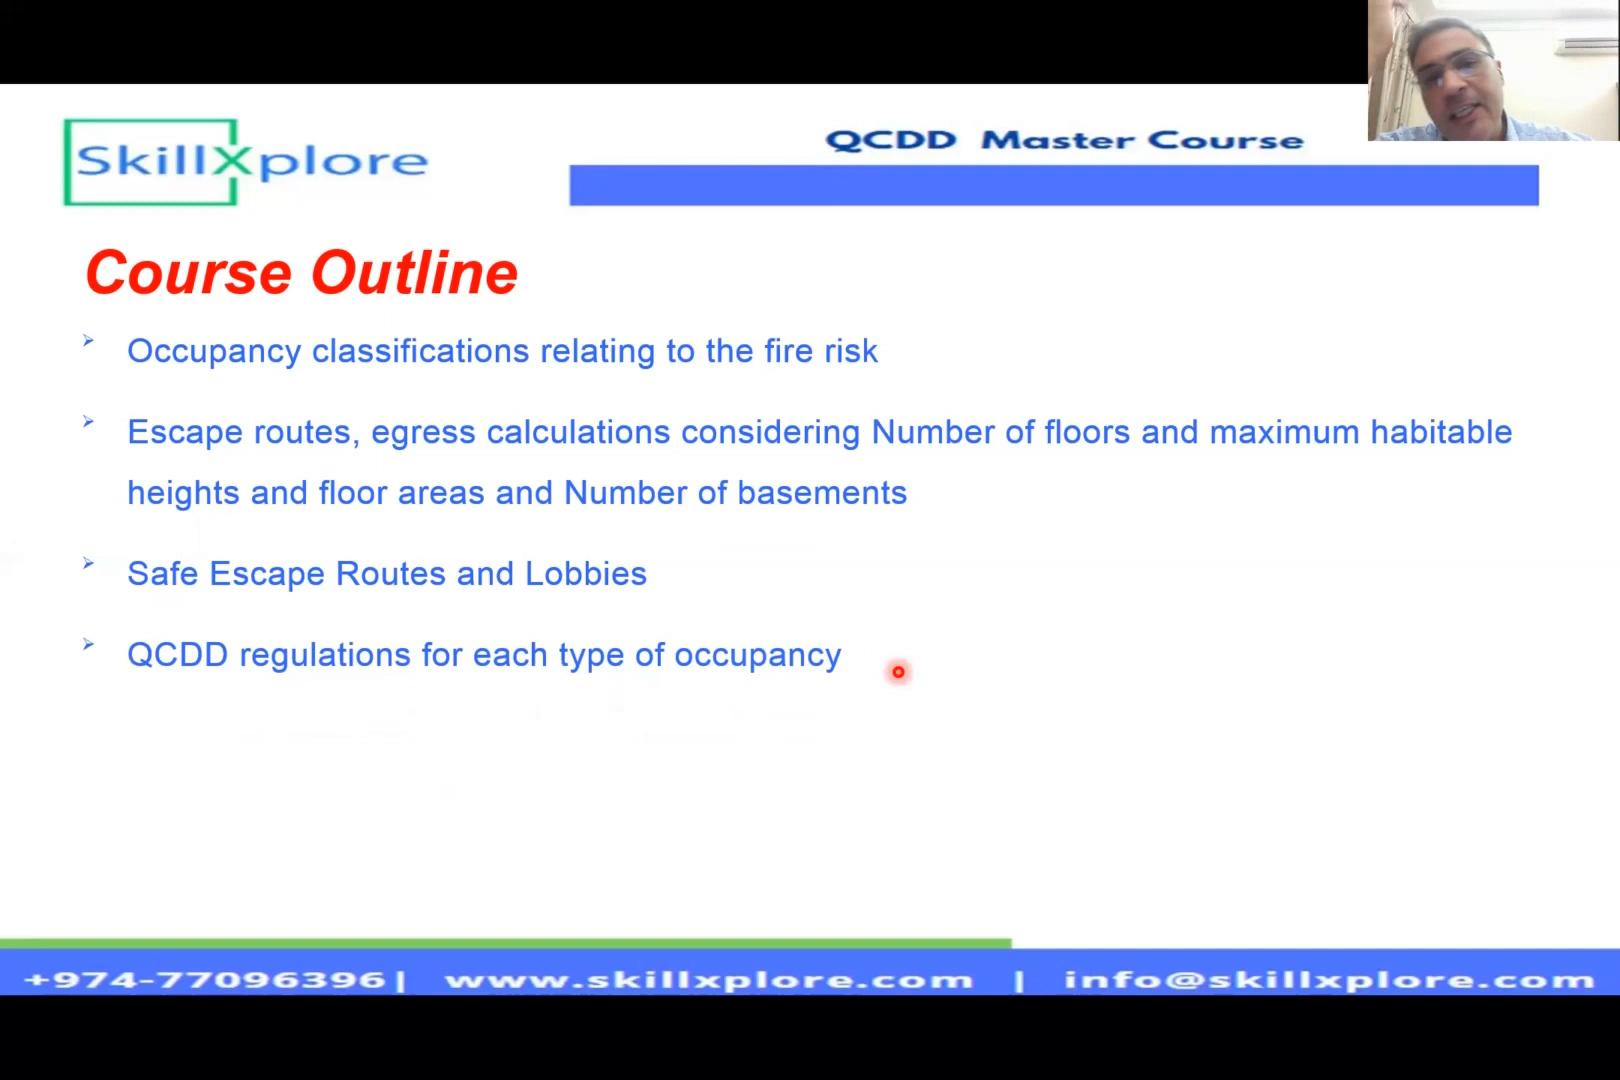 SkillXplore
QCDD Master Course
Course Outline
Occupancy classifications relating to the fire risk
Escape routes, egress calculations considering Number of floors and maximum habitable
heights and floor areas and Number of basements
Safe Escape Routes and Lobbies
QCDD regulations for each type of occupancy
+974-77096396| www.skillxplore.com | info@skillxplore.com